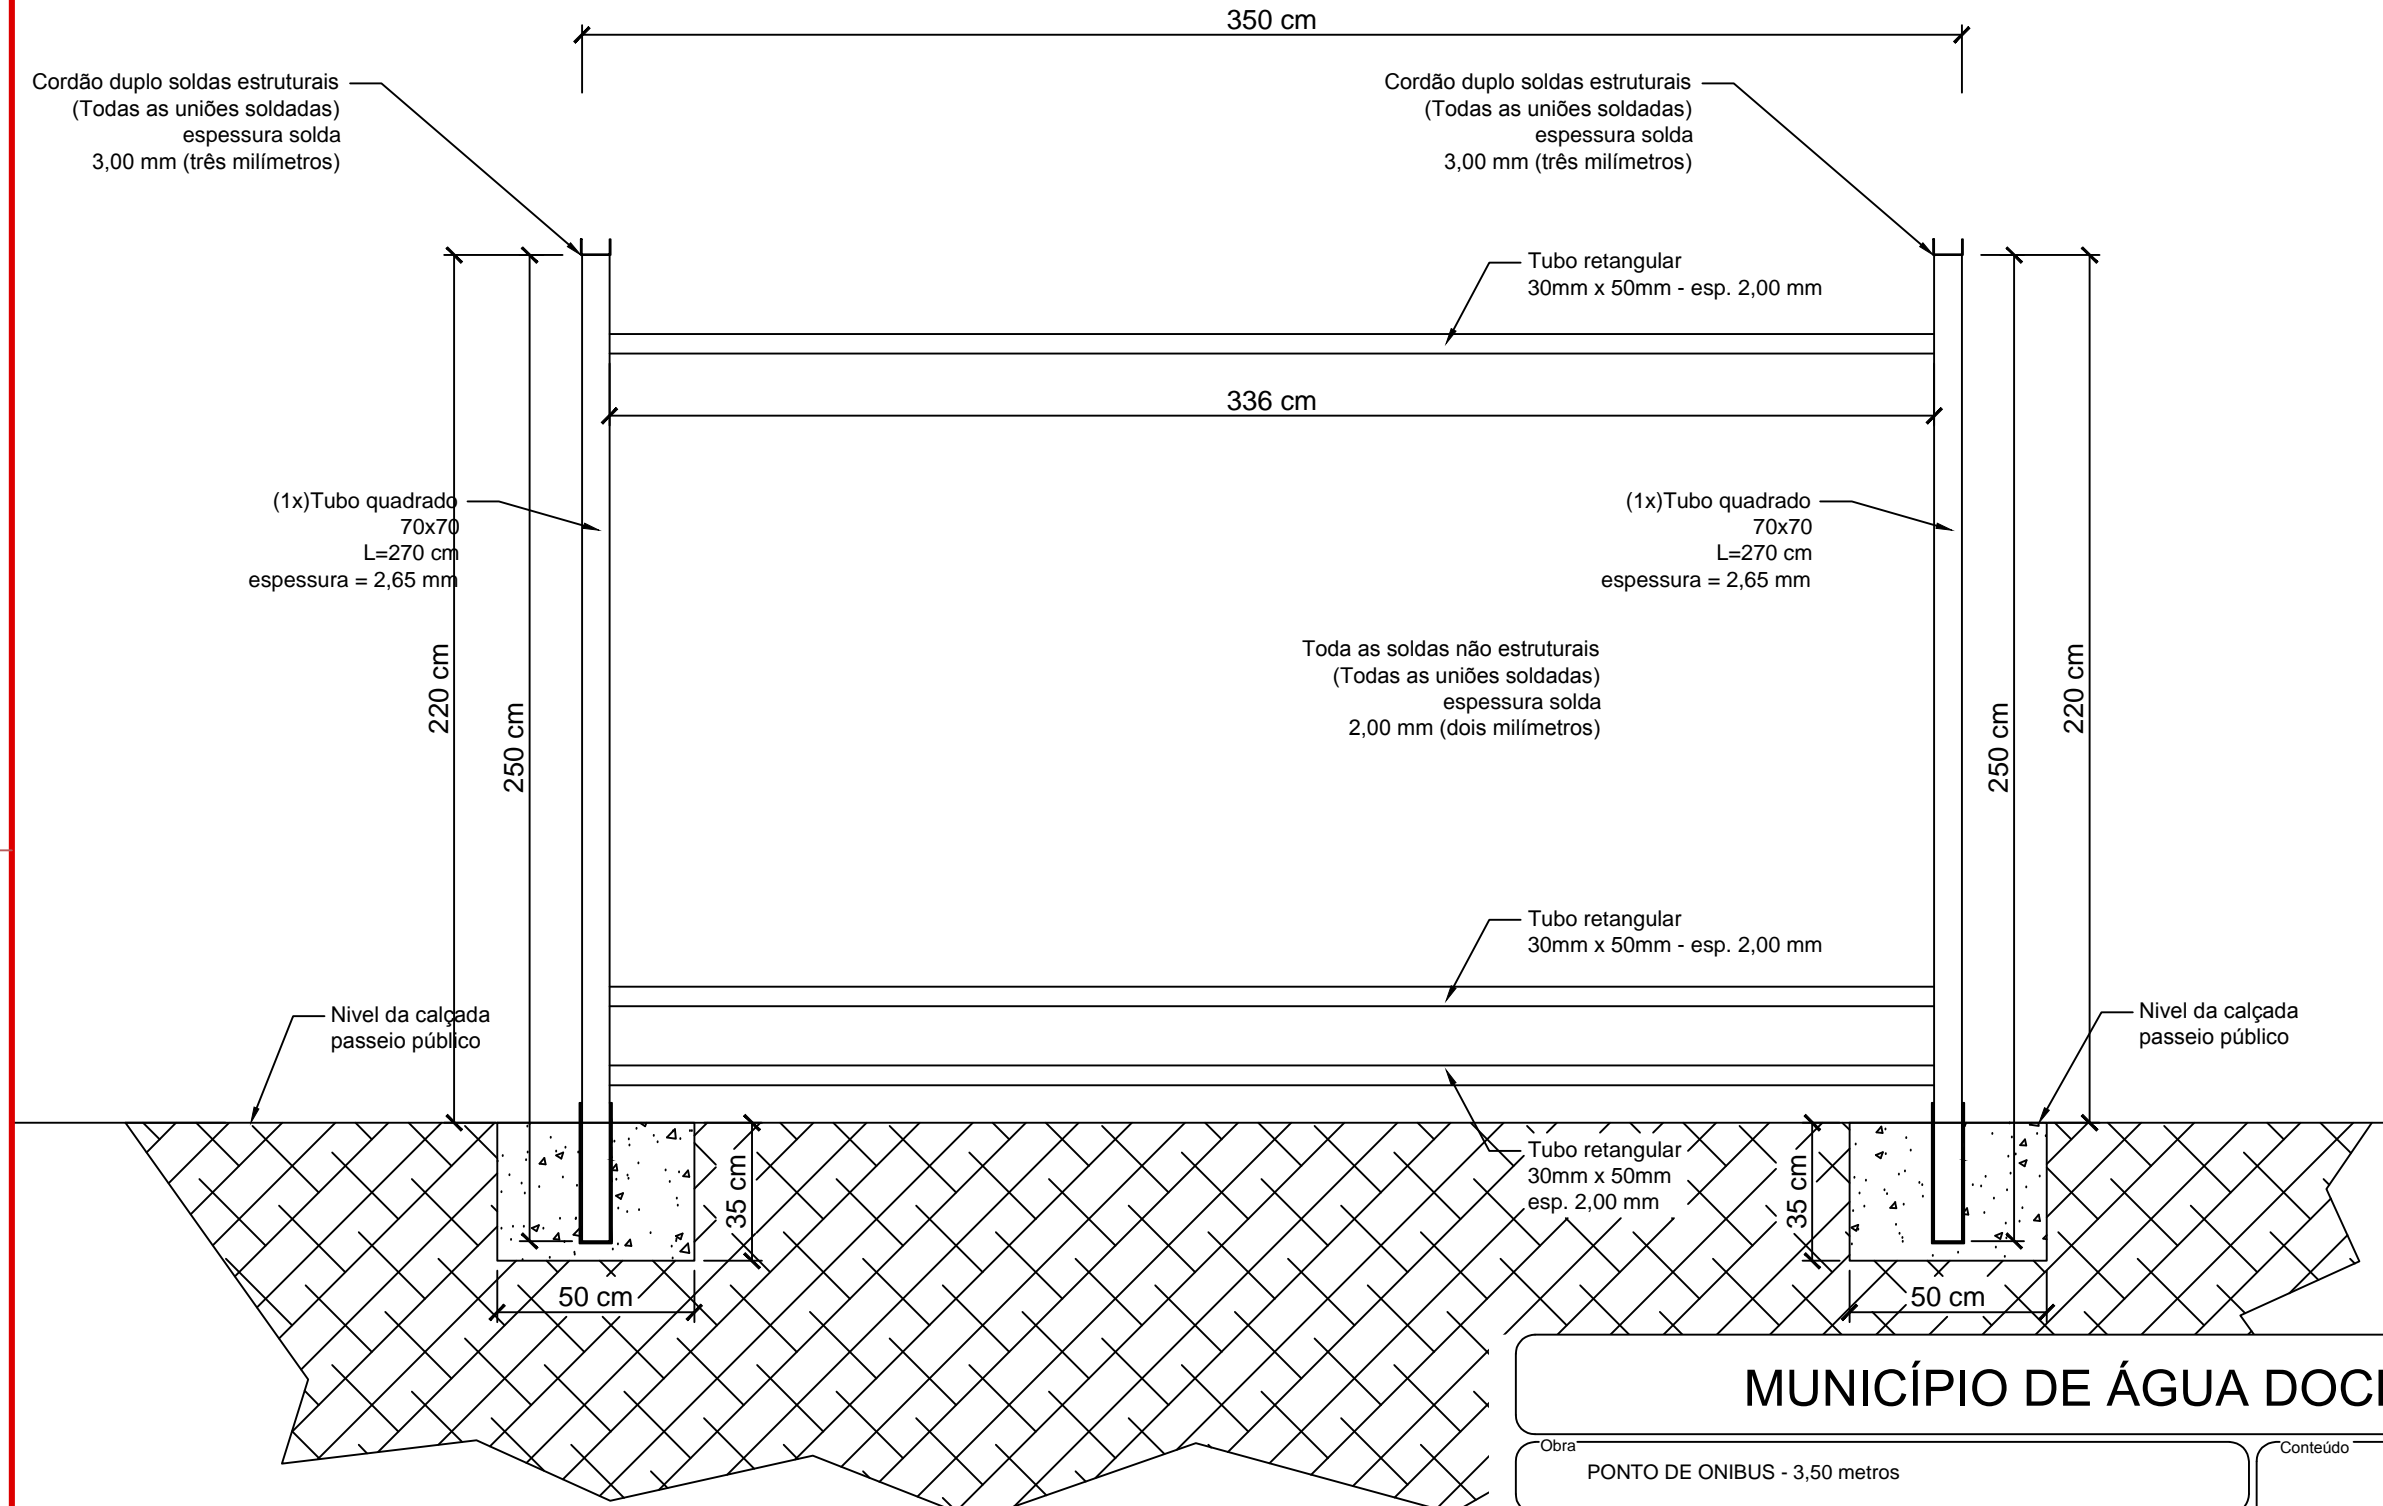 350 cm
Cordão duplo soldas estruturais
(Todas as uniões soldadas)
espessura solda
3,00 mm (três milímetros)
Cordão duplo soldas estruturais
(Todas as uniões soldadas)
espessura solda
3,00 mm (três milímetros)
Tubo retangular
30mm x 50mm - esp. 2,00 mm
336 cm
(1x)Tubo quadrado
70x70
L=270 cm
espessura = 2,65 mm
(1x)Tubo quadrado
70x70
L=270 cm
espessura = 2,65 mm
220 cm
250 cm
Toda as soldas não estruturais
(Todas as uniões soldadas)
espessura solda
2,00 mm (dois milímetros)
250 cm
220 cm
Tubo retangular
30mm x 50mm - esp. 2,00 mm
Nivel da calçada
passeio público
Nivel da calçada
passeio público
Tubo retangular
30mm x 50mm
esp. 2,00 mm
35 cm
35 cm
50 cm
50 cm
MUNICÍPIO DE ÁGUA DOC
Obra
PONTO DE ONIBUS - 3,50 metros
Conteúdo